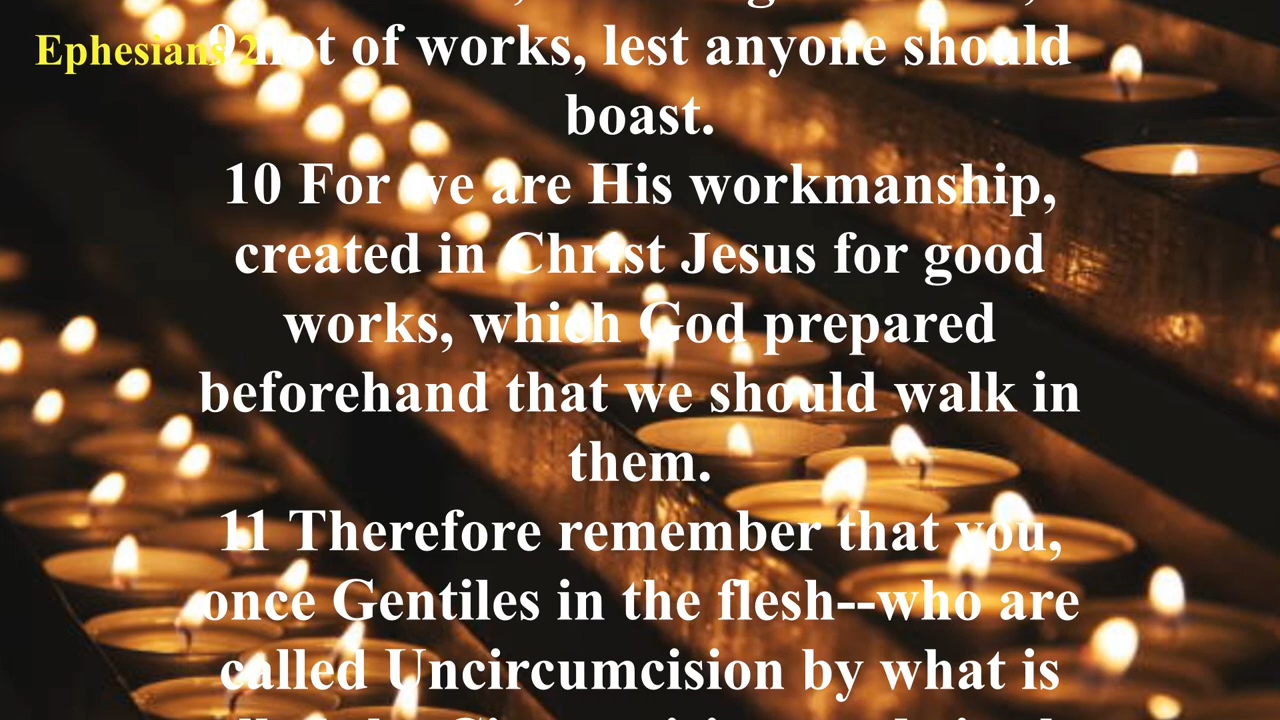 Ephesians 2
9 not of works, lest anyone should
boast.
10 For we are His workmanship,
created in Christ Jesus for good
works, which God prepared
beforehand that we should walk in
them.
11 Therefore remember that you,
once Gentiles in the flesh--who are
called Uncircumcision by what is